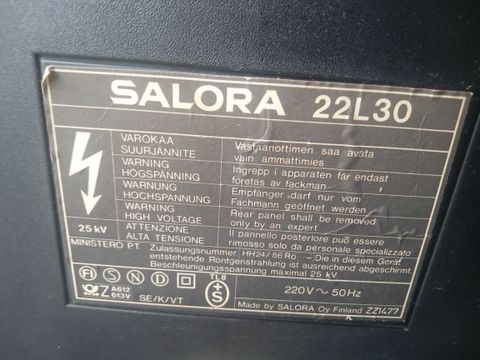 SALORA 22L30
VAROKAA Vastaanottimen saa avata
SUURJÄNNITE vain ammattimies
VARNING Ingrepp i apparaten får endast
HÖGSPÄNNING företas av fackman
WARNUNG Empfänger darf nur vom
HOCHSPANNUNG Fachmann geöffnet werden
WARNING Rear panel shall be removed
HIGH VOLTAGE only by an expert
25 kV ATTENZIONE Il pannello posteriore può essere
ALTA TENSIONE rimosso solo da personale specializzato
MINISTERO P.T. Zulassungsnummer HH24/86 Rö - Die in diesem Gerät
entstehende Röntgenstrahlung ist ausreichend abgeschirmt.
Beschleunigungsspannung maximal 25 kV.
FI S D N
TL8
+S
Z A612
613V SE/K/VT
220V ~ 50Hz
Made by SALORA Oy Finland ZZ1477